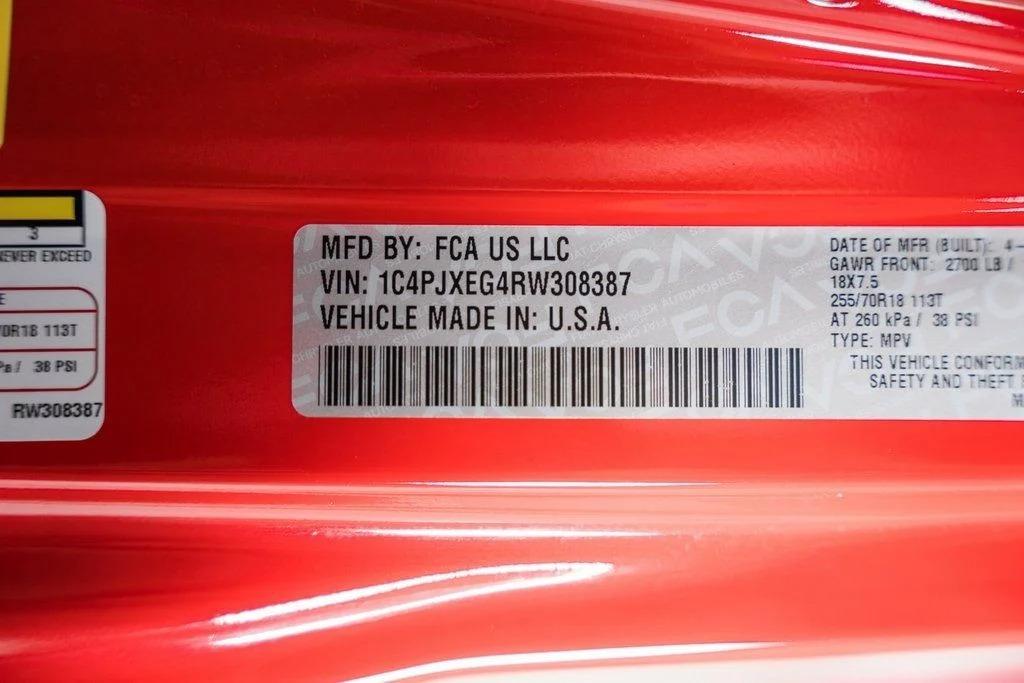 3
NEVER EXCEED
E
70R18 113T
Pa / 38 PSI
RW308387
MFD BY: FCA US LLC
VIN: 1C4PJXEG4RW308387
VEHICLE MADE IN: U.S.A.
DATE OF MFR (BUILT): 4-
GAWR FRONT: 2700 LB /
18X7.5
255/70R18 113T
AT 260 kPa / 38 PSI
TYPE: MPV
THIS VEHICLE CONFORM
SAFETY AND THEFT
M